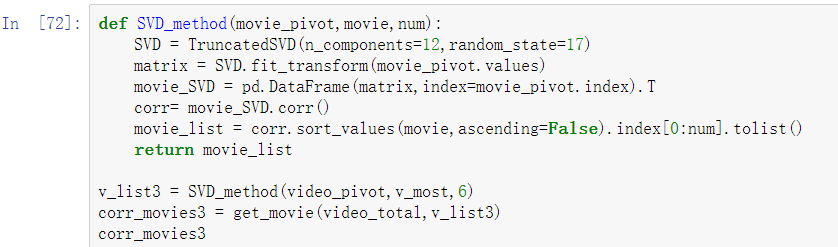 In [72]: def SVD_method(movie_pivot,movie,num):
    SVD = TruncatedSVD(n_components=12,random_state=17)
    matrix = SVD.fit_transform(movie_pivot.values)
    movie_SVD = pd.DataFrame(matrix,index=movie_pivot.index).T
    corr= movie_SVD.corr()
    movie_list = corr.sort_values(movie,ascending=False).index[0:num].tolist()
    return movie_list

v_list3 = SVD_method(video_pivot,v_most,6)
corr_movies3 = get_movie(video_total,v_list3)
corr_movies3